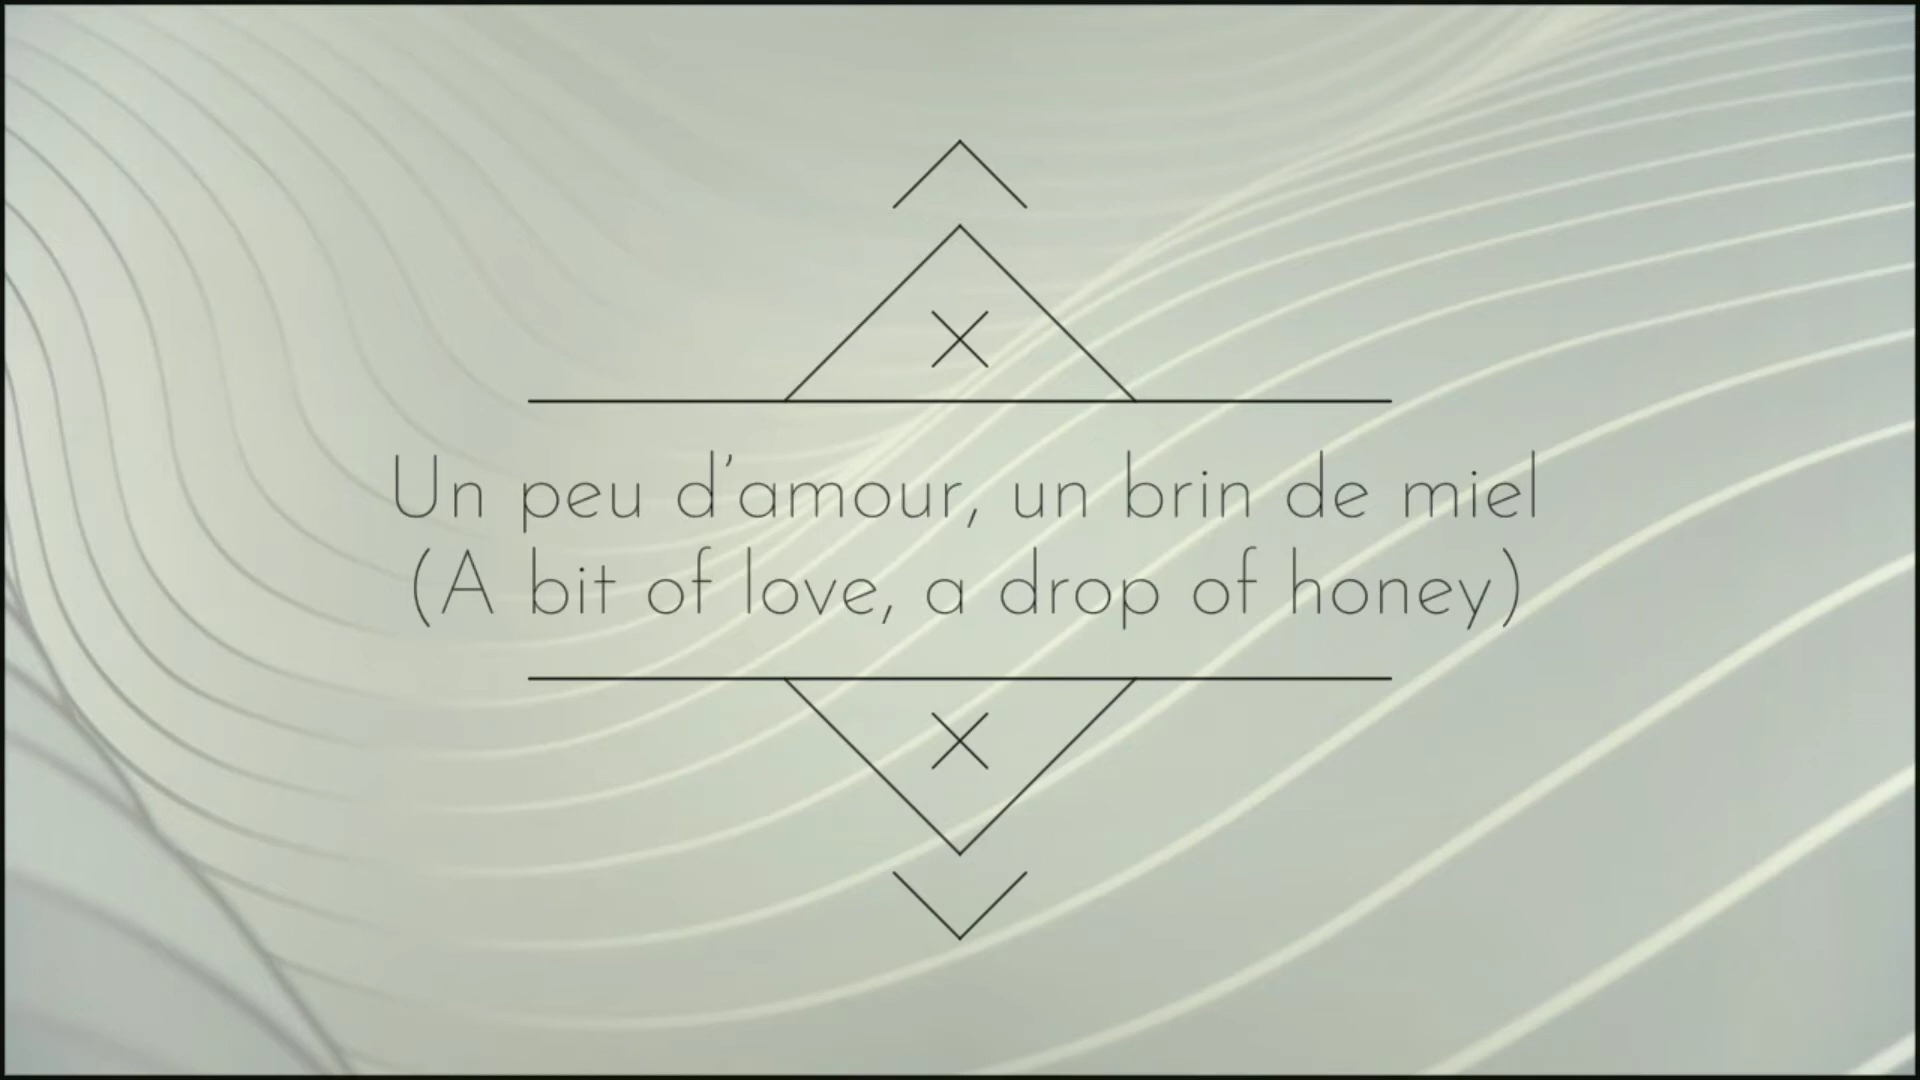 Un peu d'amour, un brin de miel
(A bit of love, a drop of honey)